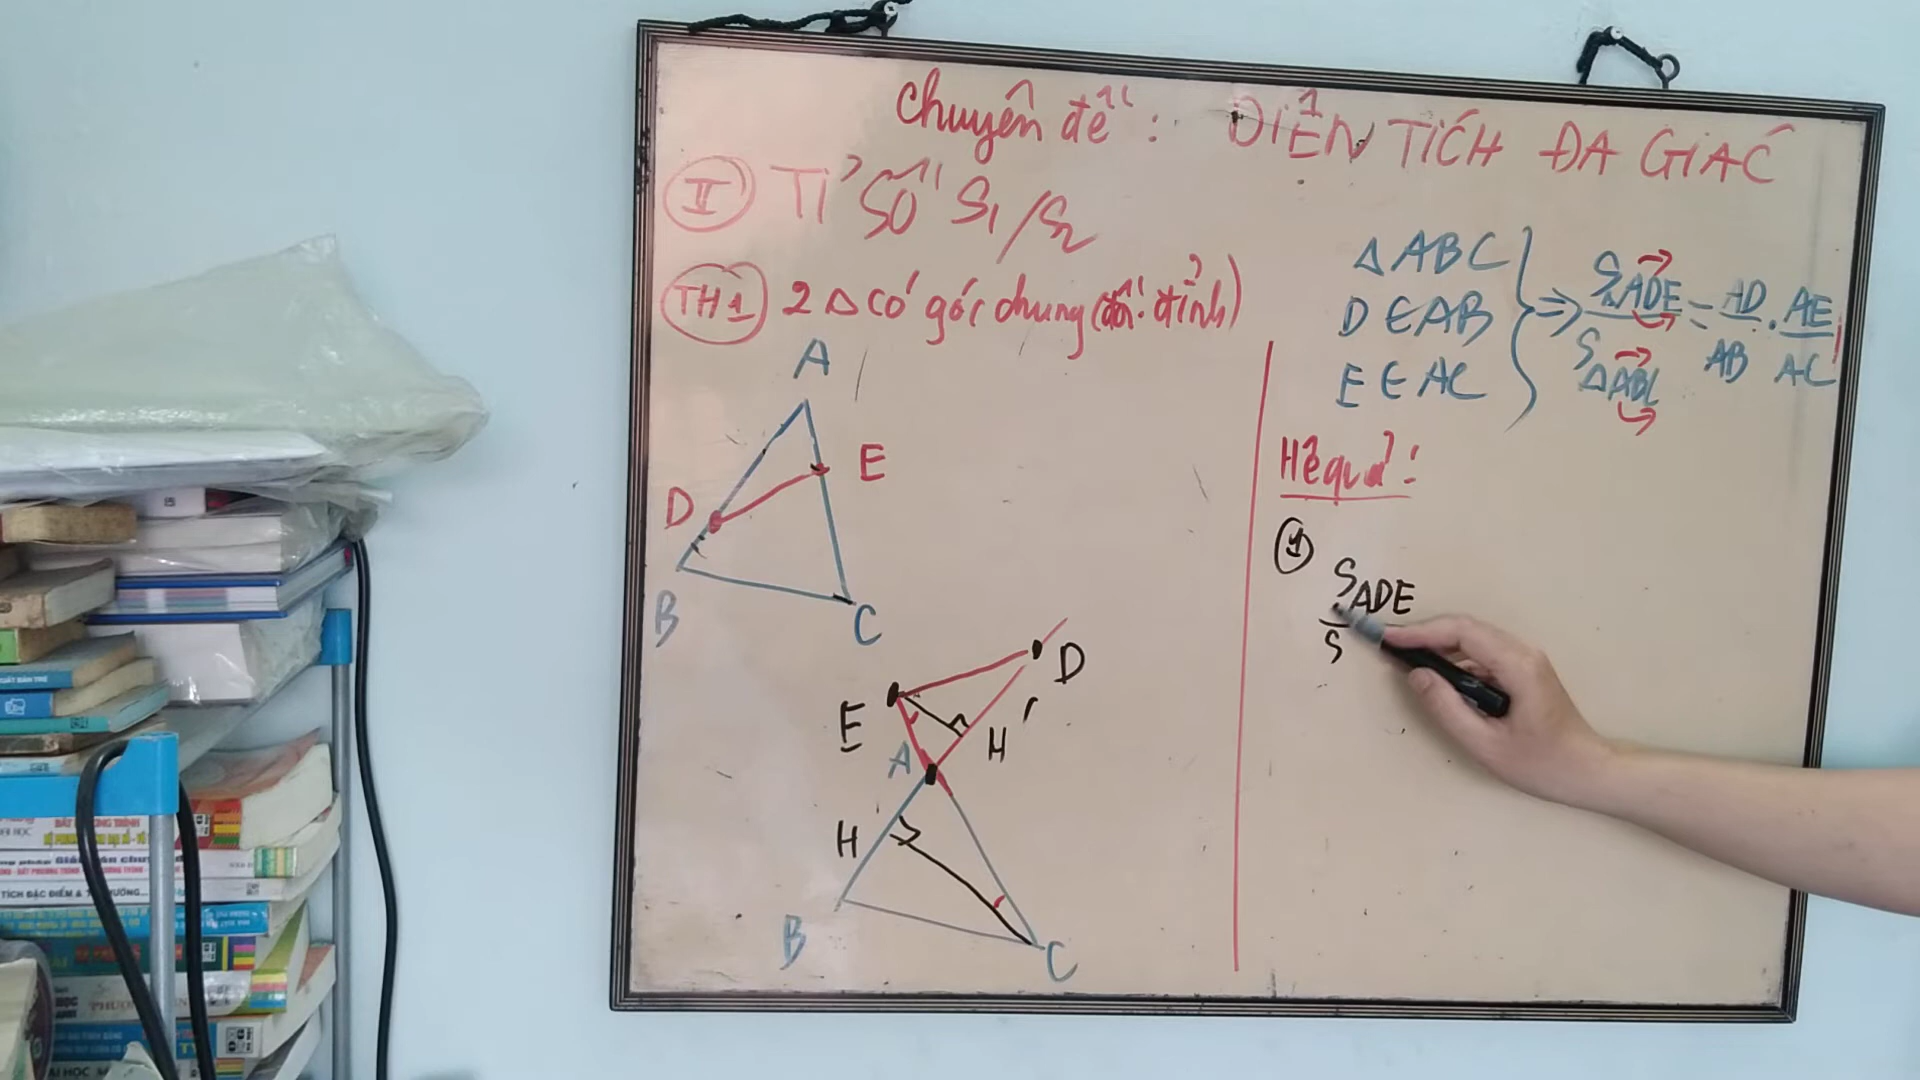 Chuyên đề: DIỆN TÍCH ĐA GIÁC
II TỈ SỐ S1/S2
TH1 2 Δ có góc chung (đối đỉnh)
Δ ABC
D ∈ AB
E ∈ AC
⇒ SΔADE / SΔABC = AD/AB . AE/AC
A
E
D
B
C
D
E
H'
A
H
B
C
Hệ quả:
1
SADE
S